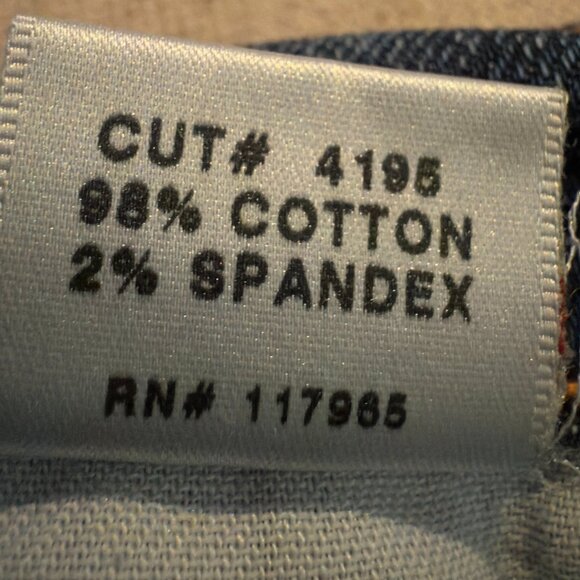 CUT# 4195
98% COTTON
2% SPANDEX
RN# 117965